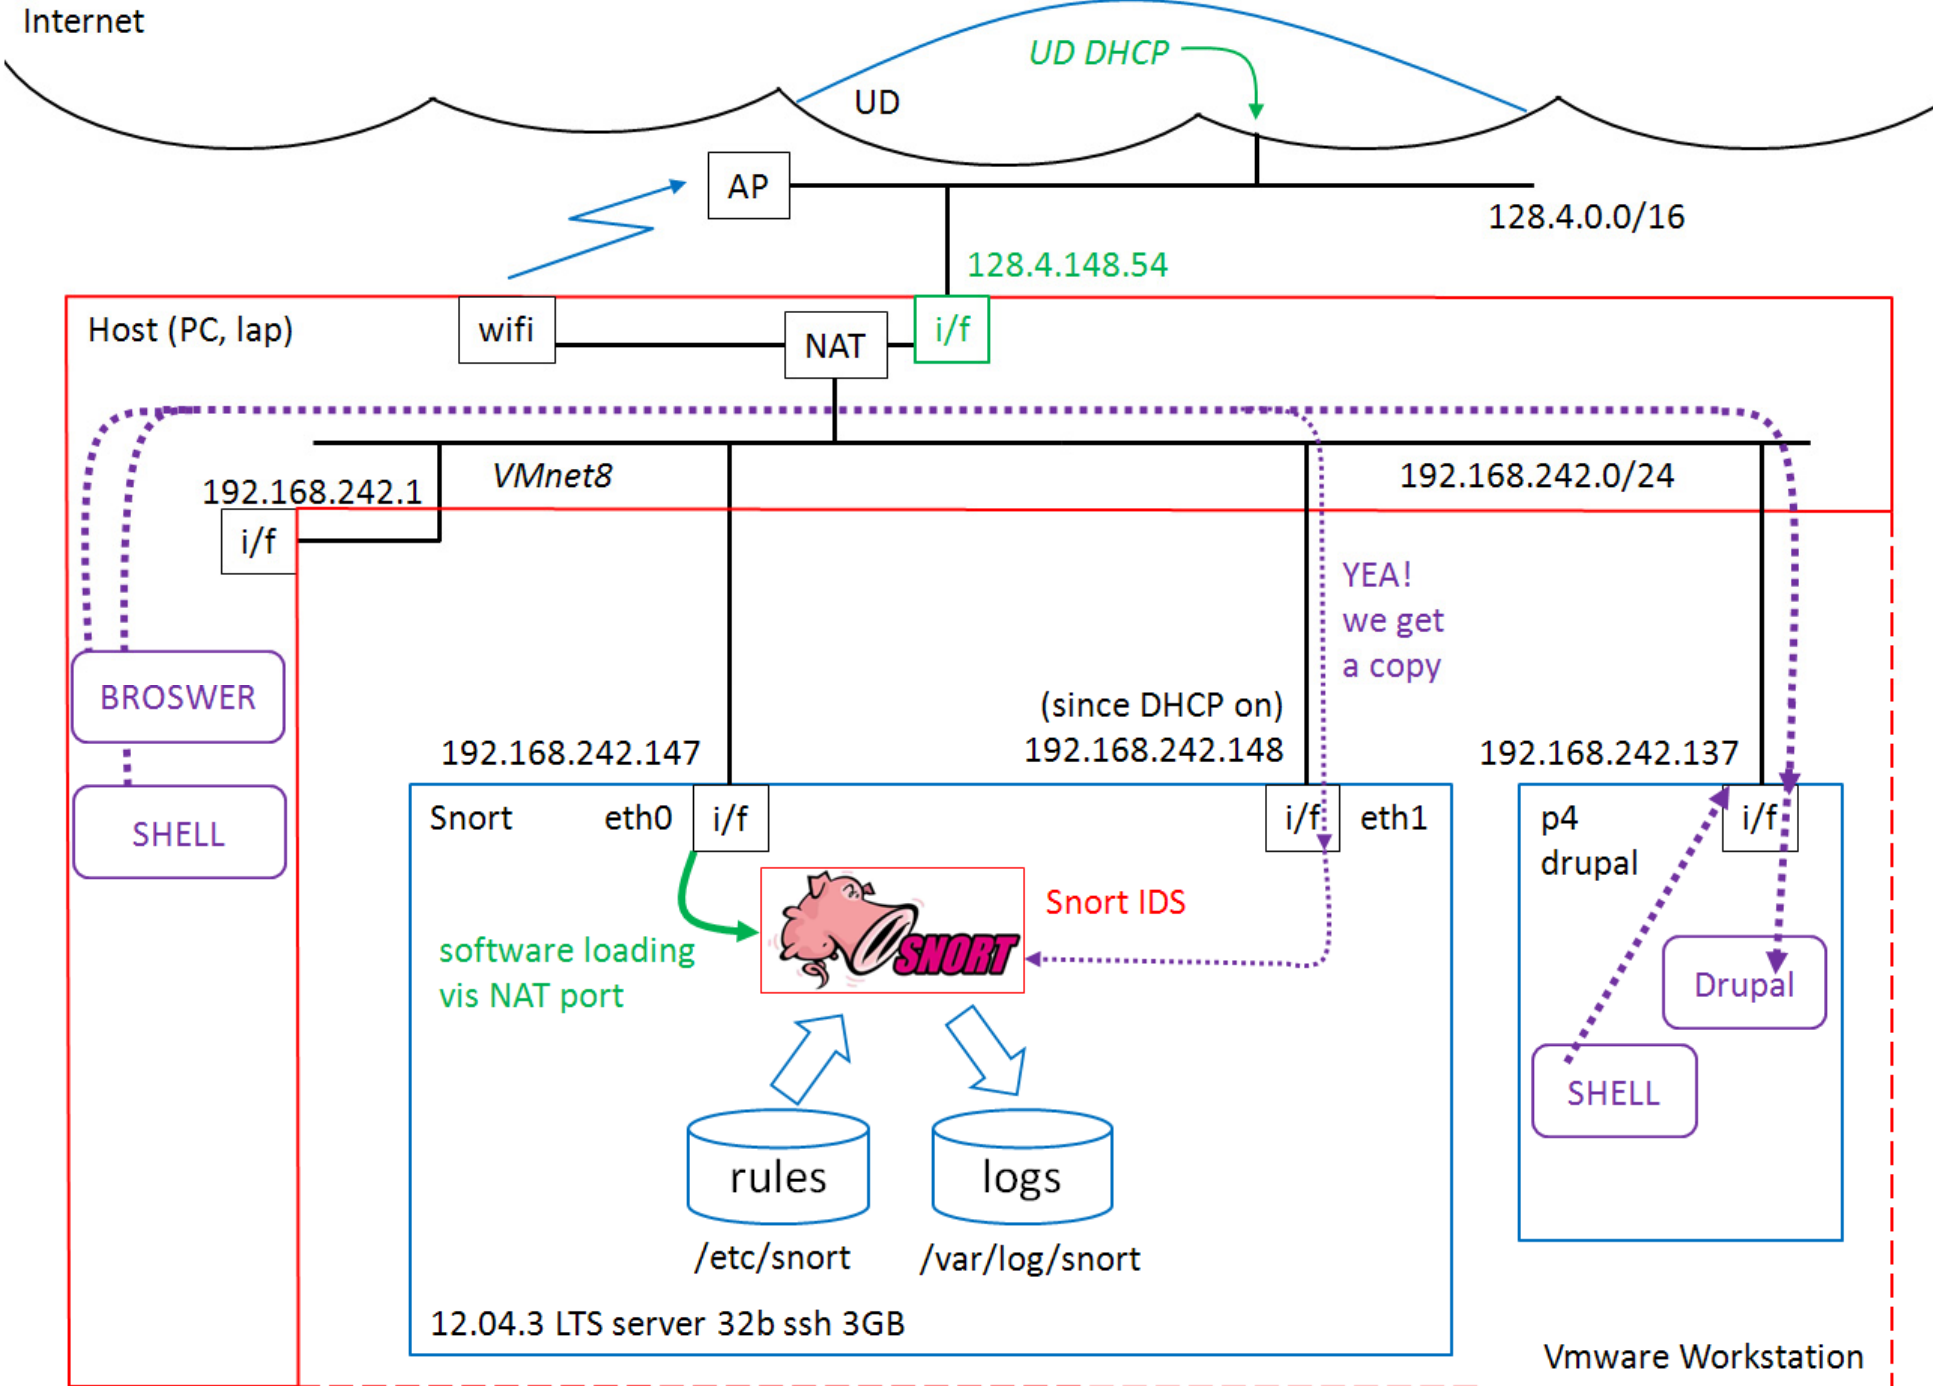 Internet
UD DHCP
UD
AP
128.4.0.0/16
128.4.148.54
Host (PC, lap)
wifi
NAT
i/f
192.168.242.1
VMnet8
192.168.242.0/24
i/f
YEA!
we get
a copy
BROSWER
(since DHCP on)
192.168.242.147
192.168.242.148
192.168.242.137
SHELL
Snort
eth0
i/f
i/f
eth1
p4
drupal
i/f
Snort IDS
SNORT
software loading
vis NAT port
Drupal
SHELL
rules
logs
/etc/snort
/var/log/snort
12.04.3 LTS server 32b ssh 3GB
Vmware Workstation